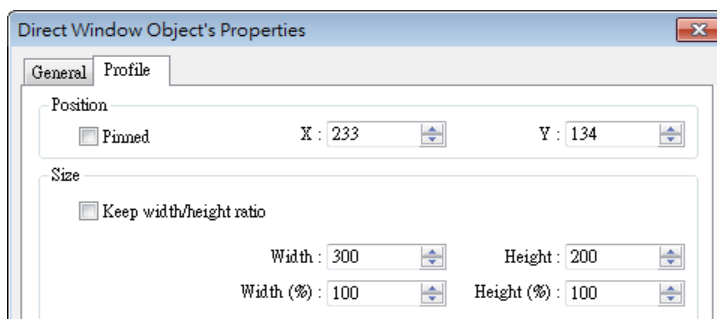 Direct Window Object's Properties
General Profile
Position
Pinned X : 233 Y : 134
Size
Keep width/height ratio
Width : 300 Height : 200
Width (%) : 100 Height (%) : 100